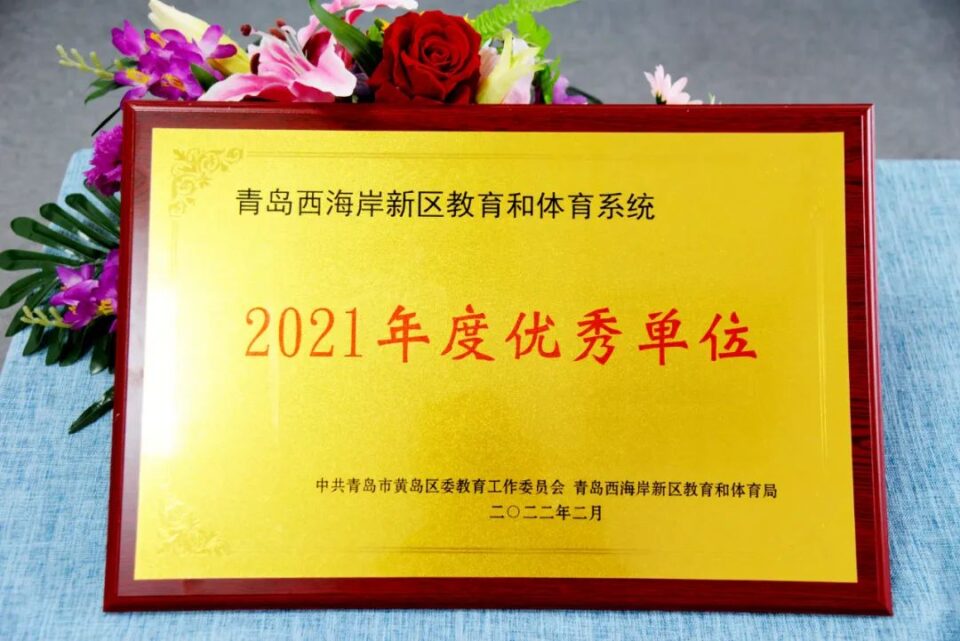 青岛西海岸新区教育和体育系统
2021年度优秀单位
中共青岛市黄岛区委教育工作委员会 青岛西海岸新区教育和体育局
二〇二二年二月